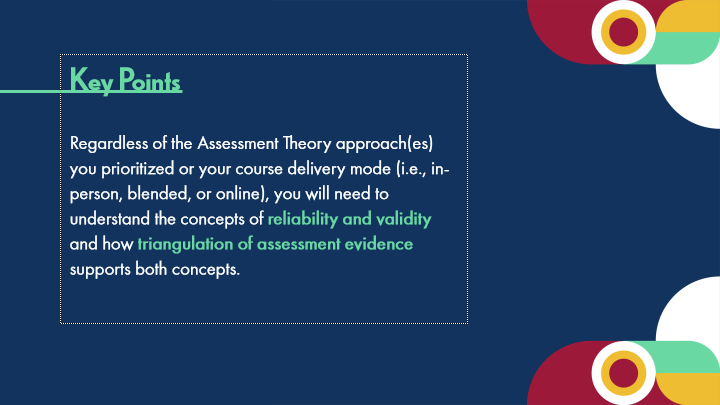 Key Points
Regardless of the Assessment Theory approach(es)
you prioritized or your course delivery mode (i.e., in-
person, blended, or online), you will need to
understand the concepts of reliability and validity
and how triangulation of assessment evidence
supports both concepts.